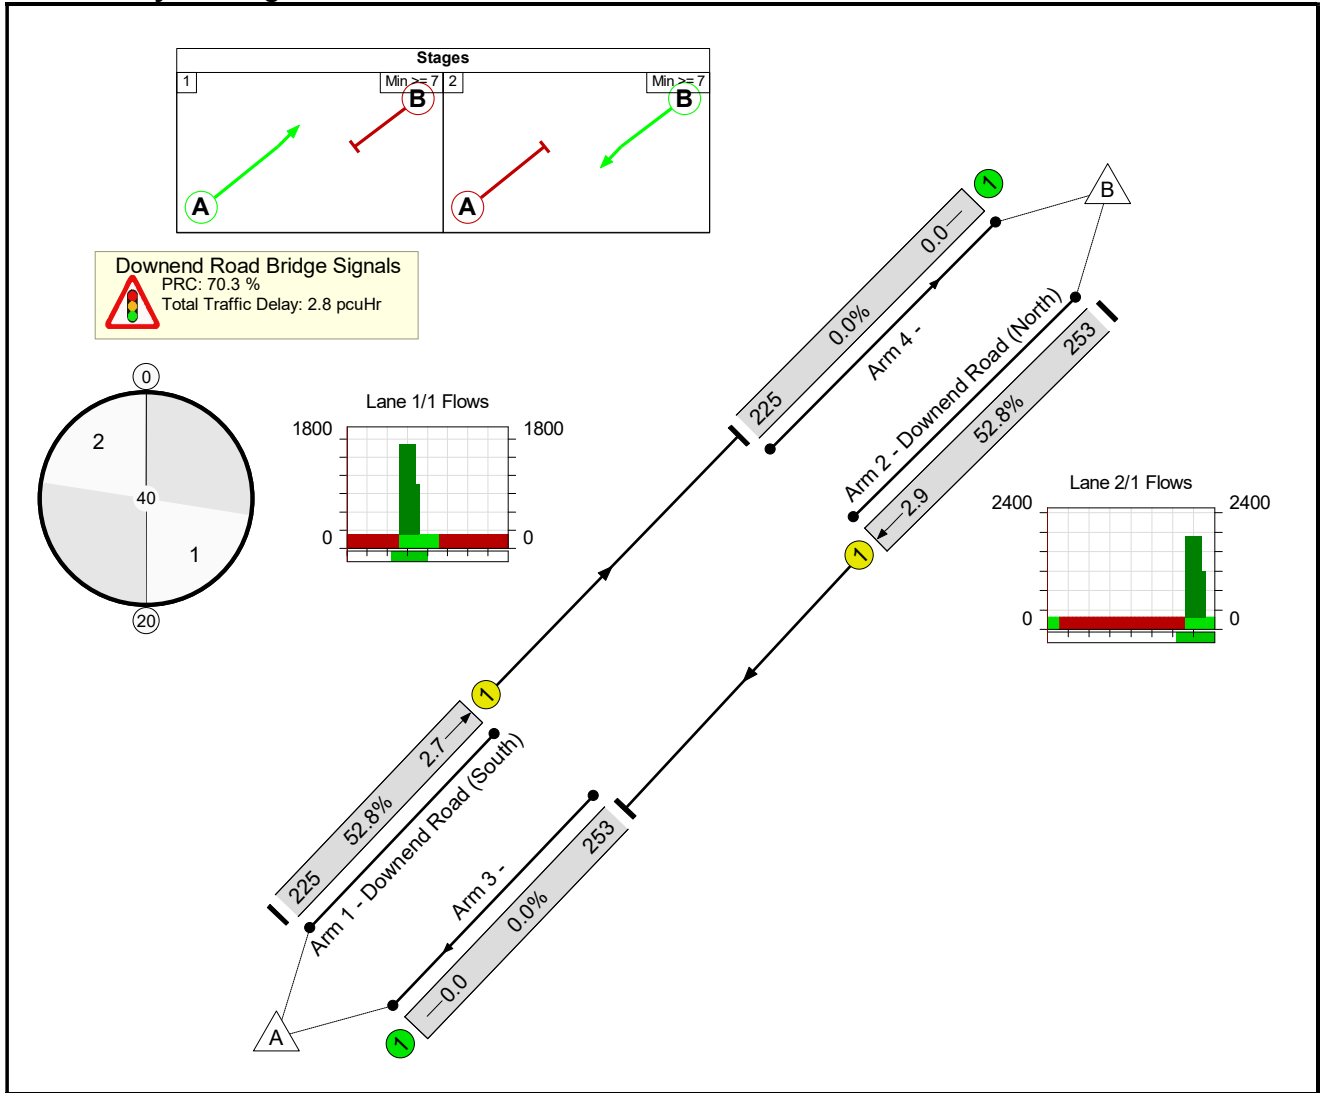 Stages
1
Min >= 7
2
Min >= 7
B
B
A
A
Downend Road Bridge Signals
PRC: 70.3 %
Total Traffic Delay: 2.8 pcuHr
0
2
40
1
20
Lane 1/1 Flows
1800
1800
0
0
1
B
0.0
0.0%
225
Arm 4 -
Arm 2 - Downend Road (North)
253
52.8%
2.9
1
Lane 2/1 Flows
2400
2400
0
0
1
2.7
52.8%
225
Arm 1 - Downend Road (South)
Arm 3 -
253
0.0%
0.0
A
1